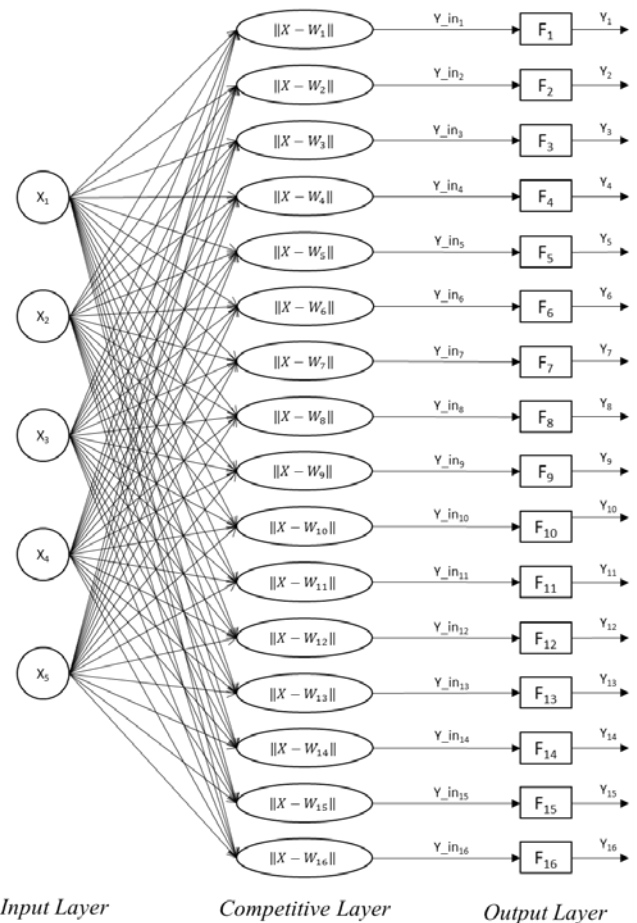 ‖X − W₁‖ Y_in₁ F₁ Y₁
‖X − W₂‖ Y_in₂ F₂ Y₂
‖X − W₃‖ Y_in₃ F₃ Y₃
X₁ ‖X − W₄‖ Y_in₄ F₄ Y₄
‖X − W₅‖ Y_in₅ F₅ Y₅
X₂ ‖X − W₆‖ Y_in₆ F₆ Y₆
‖X − W₇‖ Y_in₇ F₇ Y₇
X₃ ‖X − W₈‖ Y_in₈ F₈ Y₈
‖X − W₉‖ Y_in₉ F₉ Y₉
X₄ ‖X − W₁₀‖ Y_in₁₀ F₁₀ Y₁₀
‖X − W₁₁‖ Y_in₁₁ F₁₁ Y₁₁
‖X − W₁₂‖ Y_in₁₂ F₁₂ Y₁₂
X₅ ‖X − W₁₃‖ Y_in₁₃ F₁₃ Y₁₃
‖X − W₁₄‖ Y_in₁₄ F₁₄ Y₁₄
‖X − W₁₅‖ Y_in₁₅ F₁₅ Y₁₅
‖X − W₁₆‖ Y_in₁₆ F₁₆ Y₁₆
Input Layer Competitive Layer Output Layer